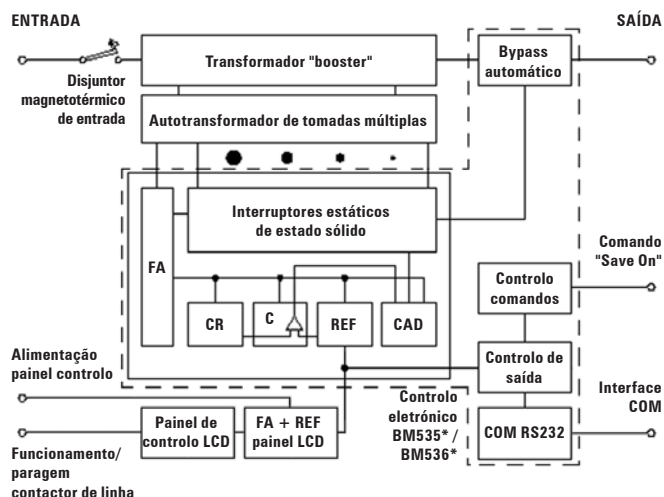 ENTRADA
SAÍDA
Transformador "booster"
Bypass
automático
Disjuntor
magnetotérmico
de entrada
Autotransformador de tomadas múltiplas
Interruptores estáticos
de estado sólido
FA
Comando
"Save On"
Controlo
comandos
CR
C
REF
CAD
Alimentação
painel controlo
Controlo de
saída
Controlo
eletrónico
BM535* /
BM536*
Interface
COM
Painel de
controlo LCD
FA + REF
painel LCD
COM RS232
Funcionamento/
paragem
contactor de linha